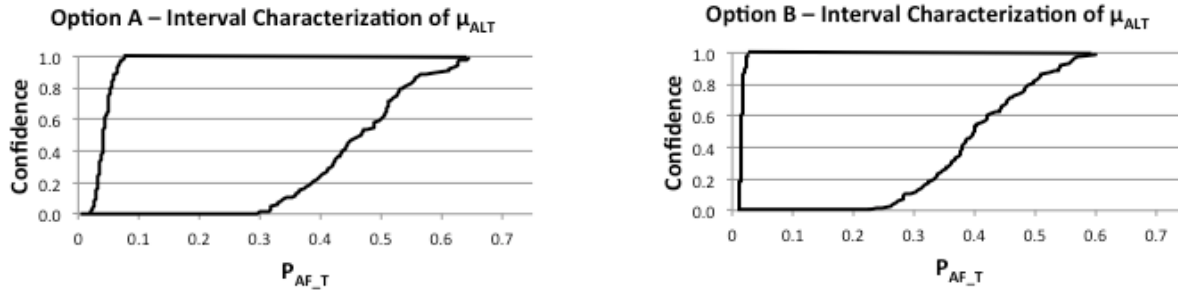 Option A – Interval Characterization of μALT
1.0
0.8
0.6
0.4
0.2
0.0
Confidence
0 0.1 0.2 0.3 0.4 0.5 0.6 0.7
PAF_T
Option B – Interval Characterization of μALT
1.0
0.8
0.6
0.4
0.2
0.0
Confidence
0 0.1 0.2 0.3 0.4 0.5 0.6 0.7
PAF_T